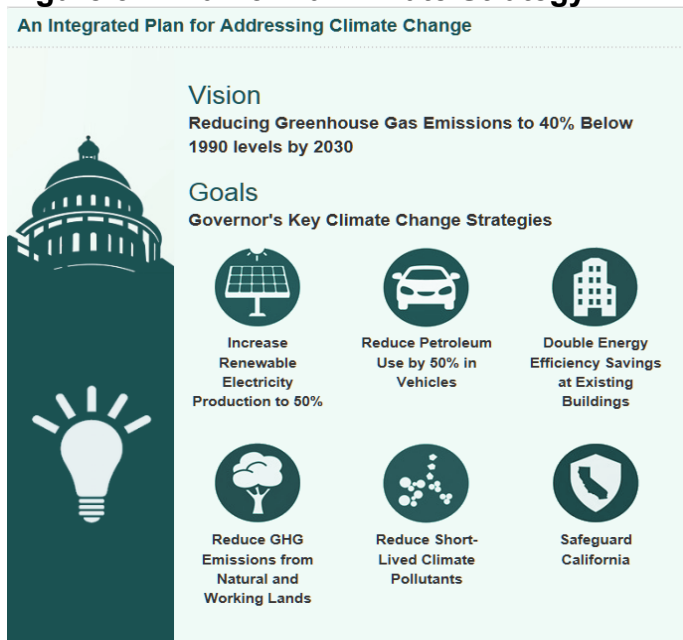 An Integrated Plan for Addressing Climate Change
Vision
Reducing Greenhouse Gas Emissions to 40% Below
1990 levels by 2030
Goals
Governor's Key Climate Change Strategies
Increase
Renewable
Electricity
Production to 50%
Reduce Petroleum
Use by 50% in
Vehicles
Double Energy
Efficiency Savings
at Existing
Buildings
Reduce GHG
Emissions from
Natural and
Working Lands
Reduce Short-
Lived Climate
Pollutants
Safeguard
California